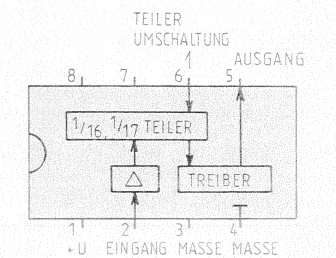 TEILER
UMSCHALTUNG
AUSGANG
8 7 6 5
1/16, 1/17 TEILER
TREIBER
1 2 3 4
+U EINGANG MASSE MASSE